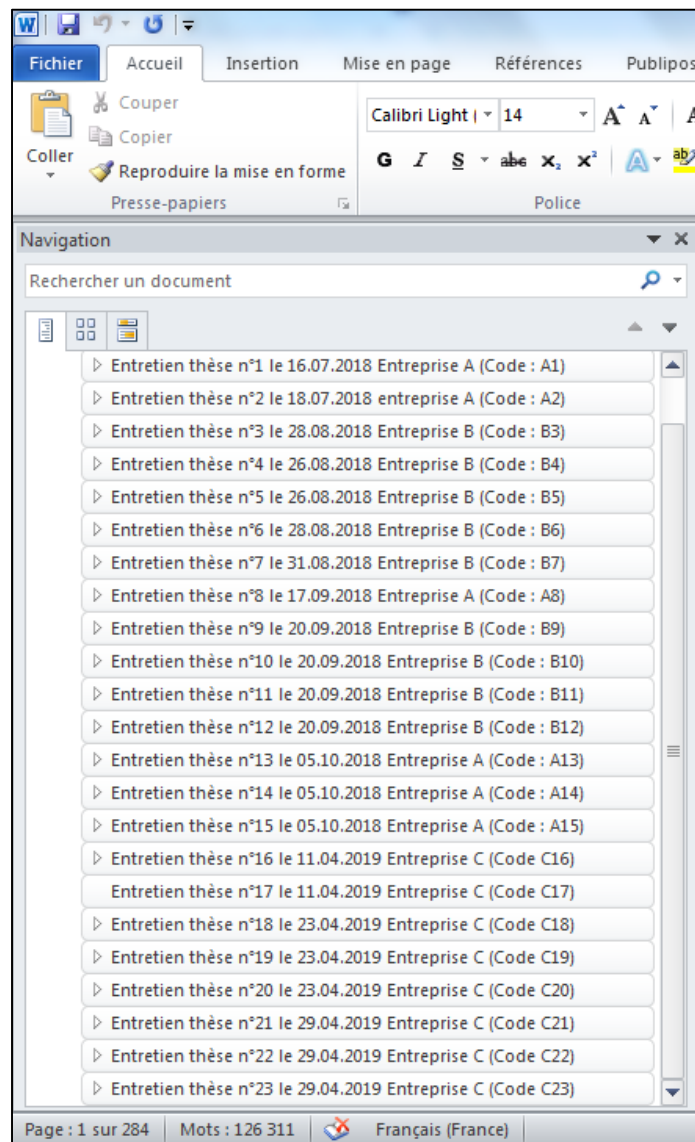 Fichier Accueil Insertion Mise en page Références Publipos
Couper
Copier
Coller
Reproduire la mise en forme
Calibri Light ( 14
G I S abc x₂ x² A ab
Presse-papiers Police
Navigation
Rechercher un document
Entretien thèse n°1 le 16.07.2018 Entreprise A (Code : A1)
Entretien thèse n°2 le 18.07.2018 entreprise A (Code : A2)
Entretien thèse n°3 le 28.08.2018 Entreprise B (Code : B3)
Entretien thèse n°4 le 26.08.2018 Entreprise B (Code : B4)
Entretien thèse n°5 le 26.08.2018 Entreprise B (Code : B5)
Entretien thèse n°6 le 28.08.2018 Entreprise B (Code : B6)
Entretien thèse n°7 le 31.08.2018 Entreprise B (Code : B7)
Entretien thèse n°8 le 17.09.2018 Entreprise A (Code : A8)
Entretien thèse n°9 le 20.09.2018 Entreprise B (Code : B9)
Entretien thèse n°10 le 20.09.2018 Entreprise B (Code : B10)
Entretien thèse n°11 le 20.09.2018 Entreprise B (Code : B11)
Entretien thèse n°12 le 20.09.2018 Entreprise B (Code : B12)
Entretien thèse n°13 le 05.10.2018 Entreprise A (Code : A13)
Entretien thèse n°14 le 05.10.2018 Entreprise A (Code : A14)
Entretien thèse n°15 le 05.10.2018 Entreprise A (Code : A15)
Entretien thèse n°16 le 11.04.2019 Entreprise C (Code C16)
Entretien thèse n°17 le 11.04.2019 Entreprise C (Code C17)
Entretien thèse n°18 le 23.04.2019 Entreprise C (Code C18)
Entretien thèse n°19 le 23.04.2019 Entreprise C (Code C19)
Entretien thèse n°20 le 23.04.2019 Entreprise C (Code C20)
Entretien thèse n°21 le 29.04.2019 Entreprise C (Code C21)
Entretien thèse n°22 le 29.04.2019 Entreprise C (Code C22)
Entretien thèse n°23 le 29.04.2019 Entreprise C (Code C23)
Page : 1 sur 284 Mots : 126 311 Français (France)